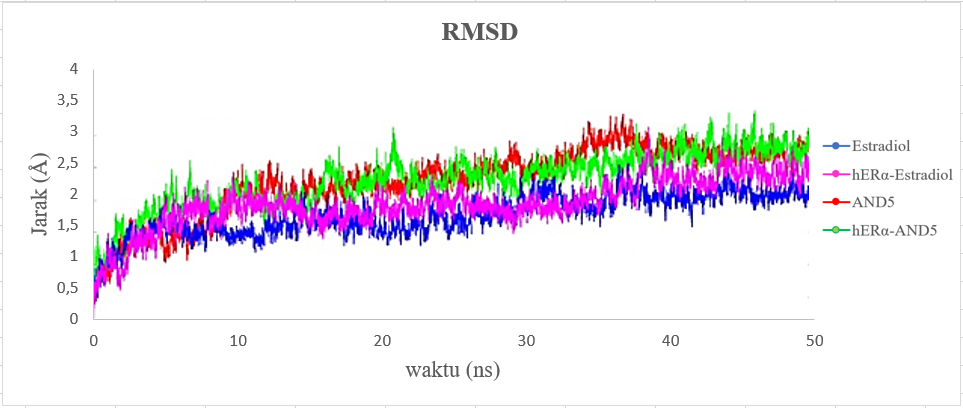 RMSD
4
3,5
3
2,5
2
1,5
1
0,5
0
Jarak (Å)
0 10 20 30 40 50
waktu (ns)
Estradiol
hERα-Estradiol
AND5
hERα-AND5